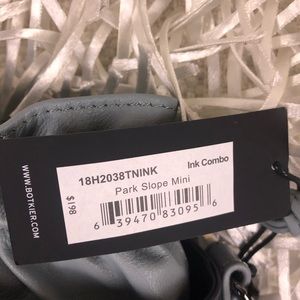 18H2038TNINK Ink Combo
Park Slope Mini
6 39470 83095 6
$198
WWW.BOTKIER.COM